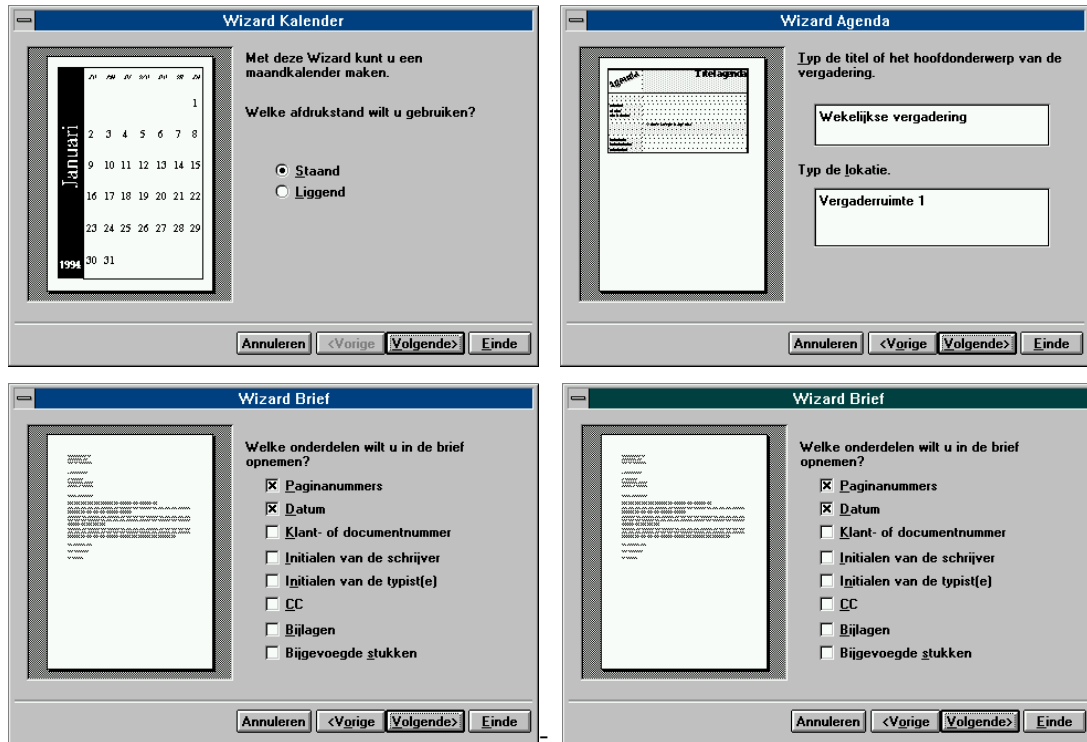 Wizard Kalender
Met deze Wizard kunt u een
maandkalender maken.
Welke afdrukstand wilt u gebruiken?
Staand
Liggend
Januari
1994
1
2 3 4 5 6 7 8
9 10 11 12 13 14 15
16 17 18 19 20 21 22
23 24 25 26 27 28 29
30 31
Annuleren <Vorige Volgende> Einde
Wizard Agenda
Agenda
Titel agenda
Typ de titel of het hoofdonderwerp van de
vergadering.
Wekelijkse vergadering
Typ de lokatie.
Vergaderruimte 1
Annuleren <Vorige Volgende> Einde
Wizard Brief
Welke onderdelen wilt u in de brief
opnemen?
Paginanummers
Datum
Klant- of documentnummer
Initialen van de schrijver
Initialen van de typist(e)
CC
Bijlagen
Bijgevoegde stukken
Annuleren <Vorige Volgende> Einde
Wizard Brief
Welke onderdelen wilt u in de brief
opnemen?
Paginanummers
Datum
Klant- of documentnummer
Initialen van de schrijver
Initialen van de typist(e)
CC
Bijlagen
Bijgevoegde stukken
Annuleren <Vorige Volgende> Einde